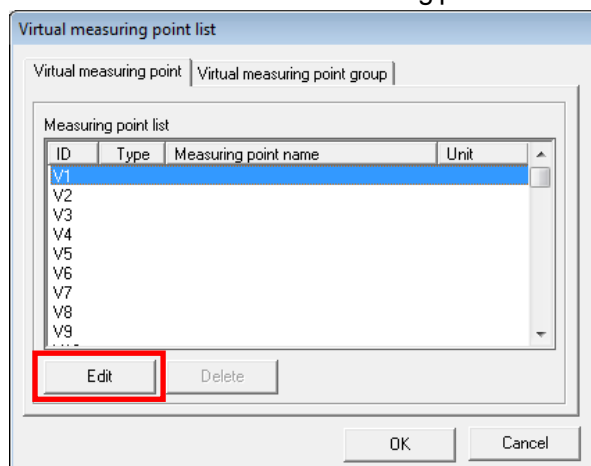 Virtual measuring point list
Virtual measuring point Virtual measuring point group
Measuring point list
ID Type Measuring point name Unit
V1
V2
V3
V4
V5
V6
V7
V8
V9
Edit Delete
OK Cancel